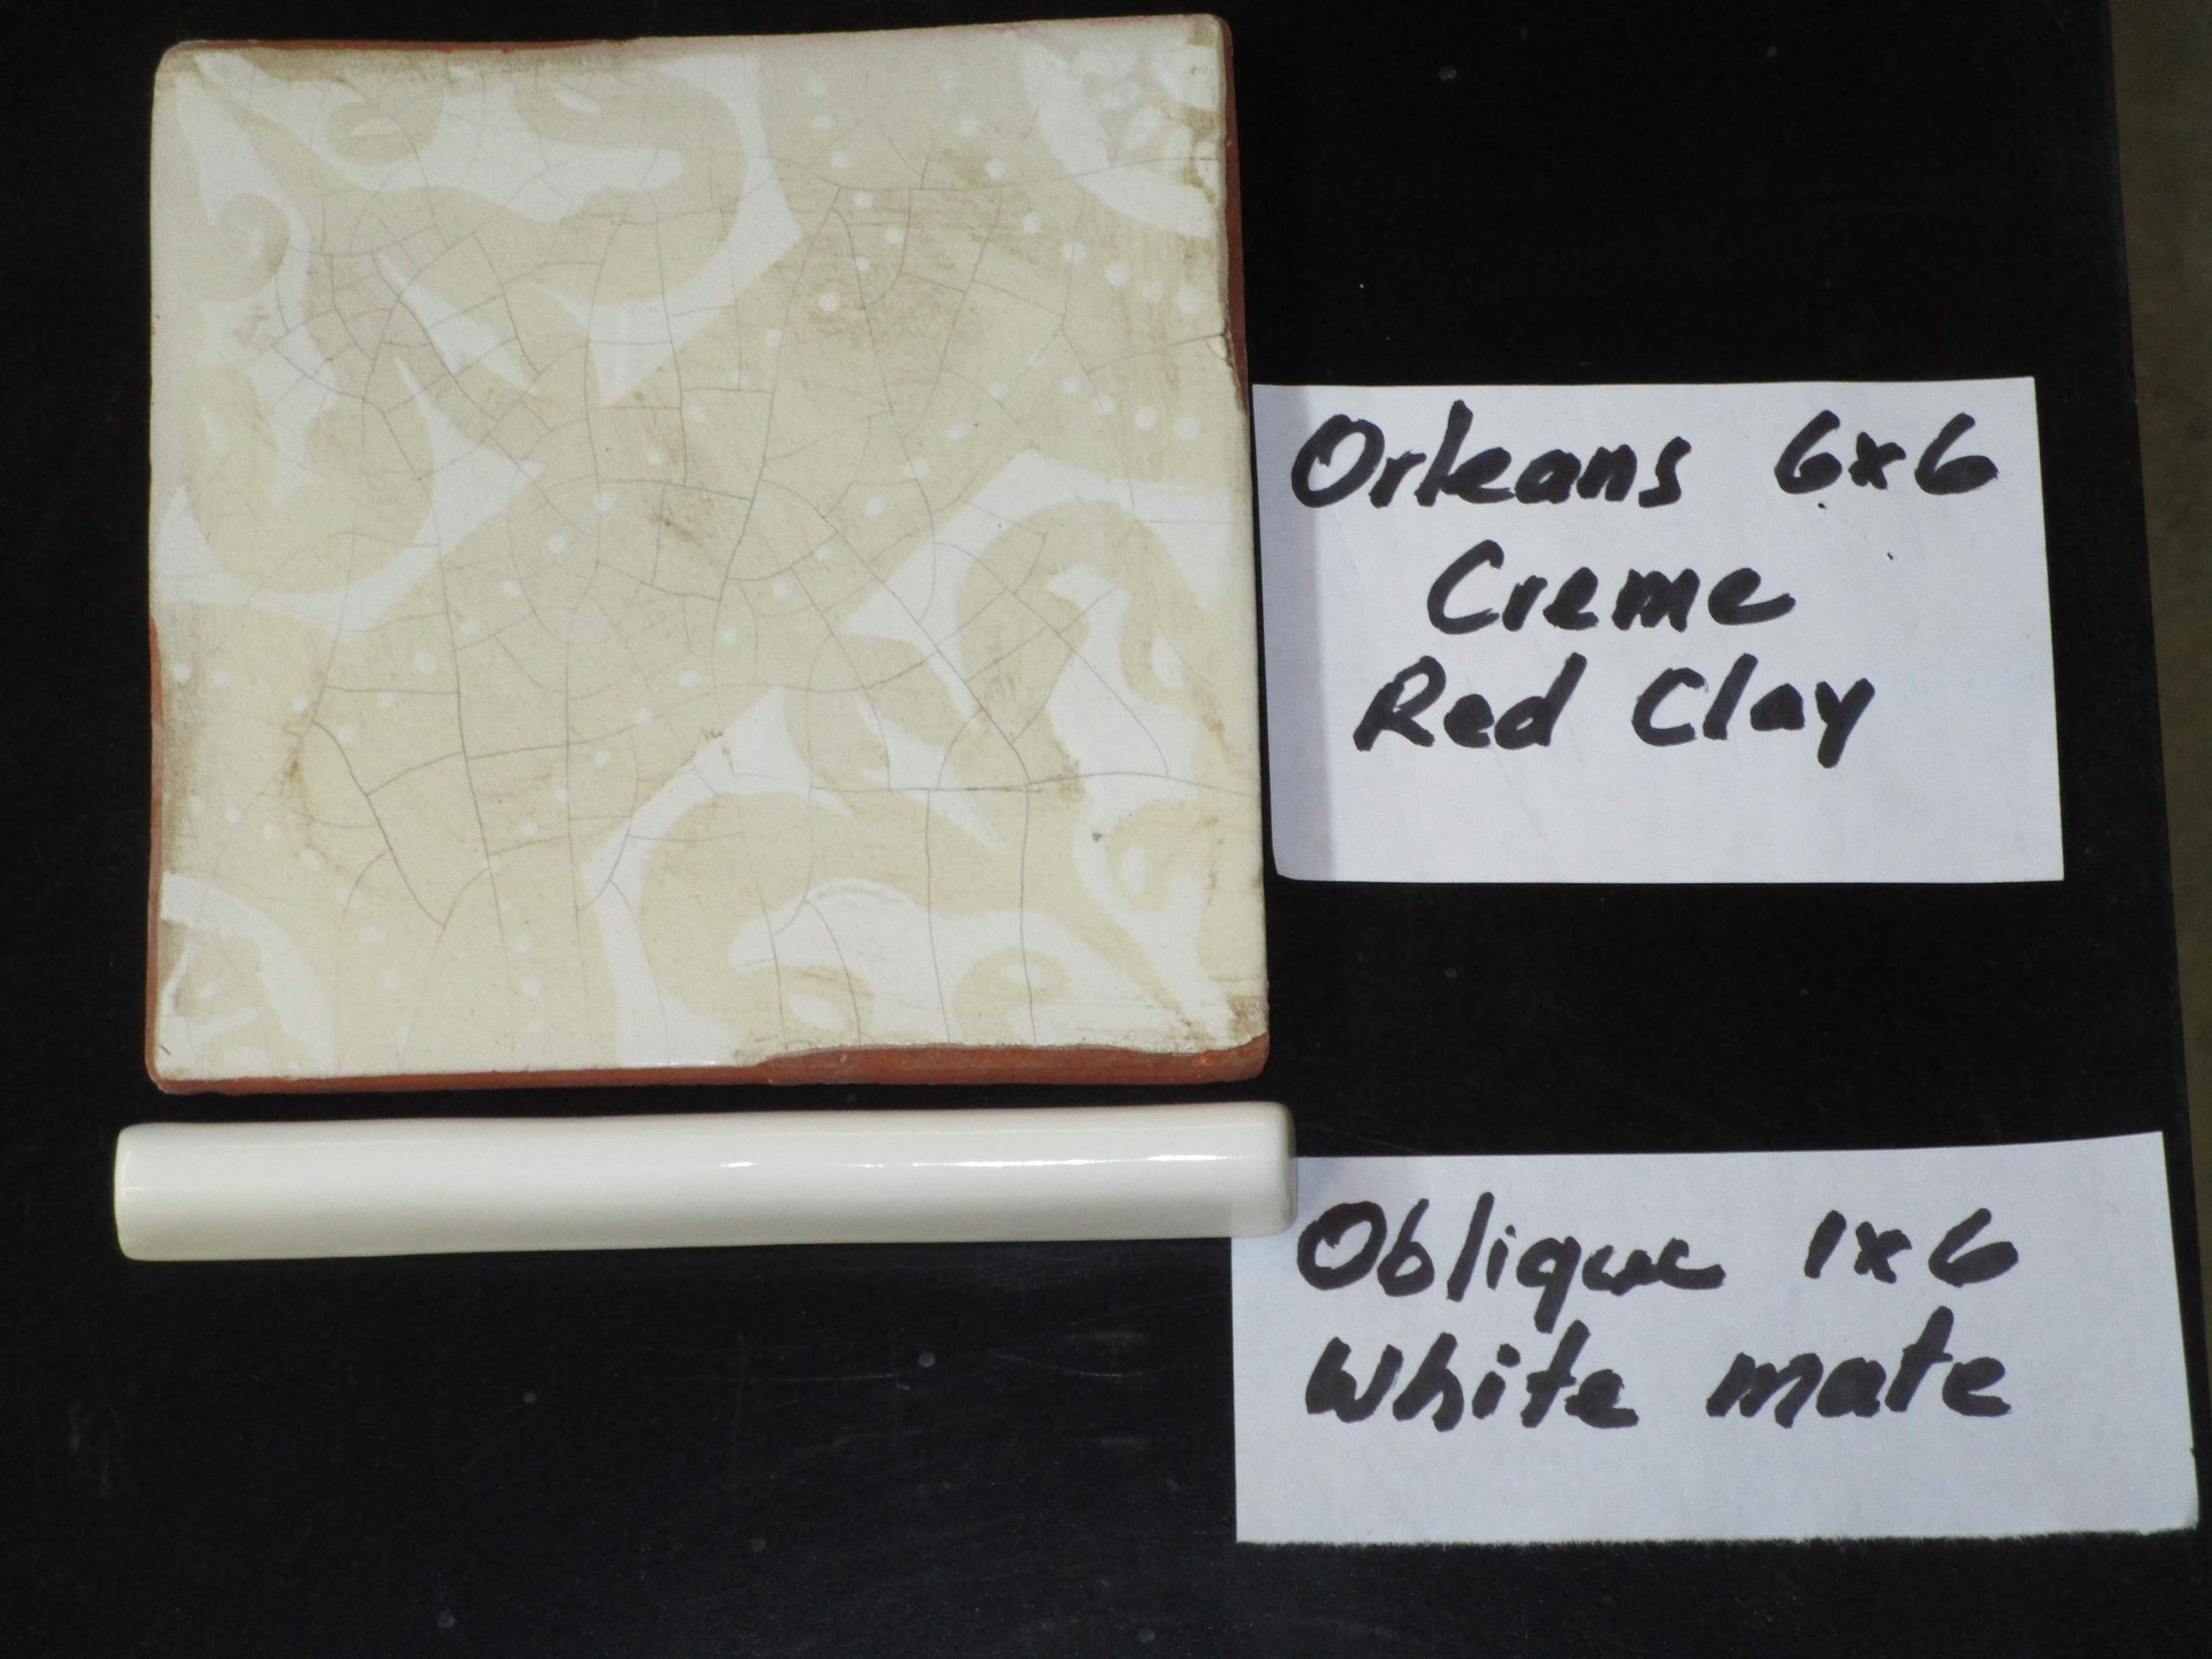 Orleans 6x6
Creme
Red Clay
Oblique 1x6
White mate